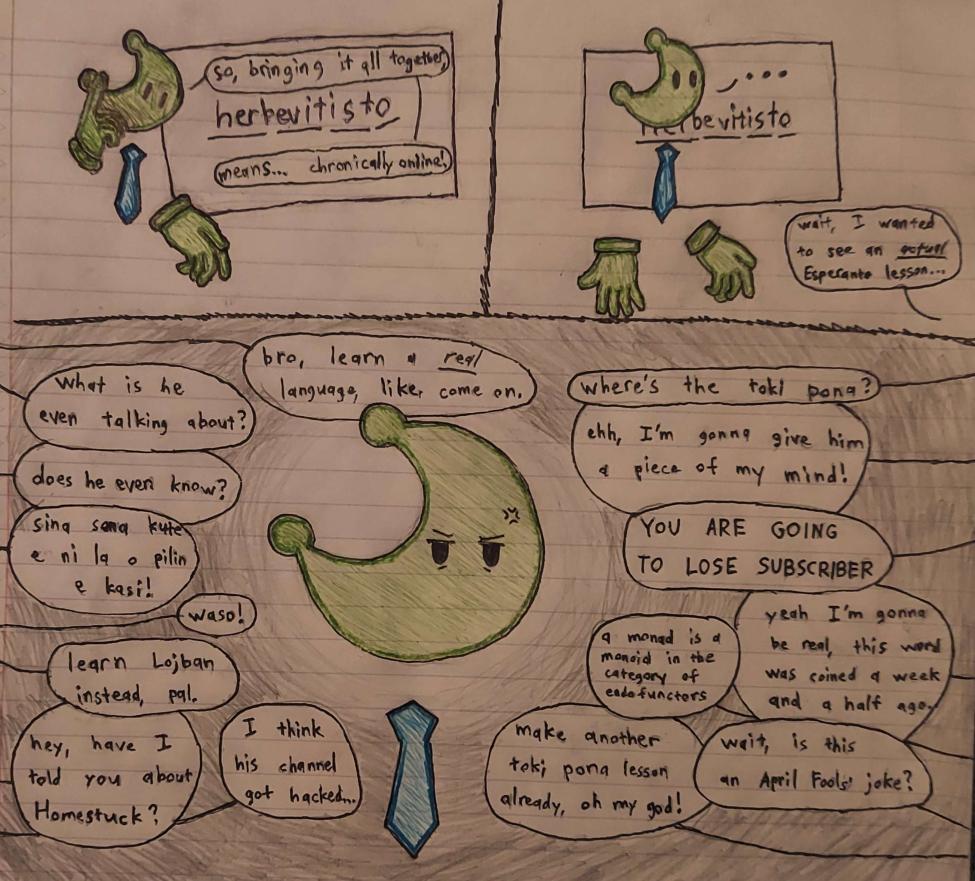 so, bringing it all together,
herbevitisto
means... chronically online!
, ...
herbevitisto
wait, I wanted
to see an actual
Esperanto lesson...
bro, learn a real
language, like, come on.
What is he
even talking about?
does he even know?
sina sona kute
e ni la o pilin
e kasi!
waso!
learn Lojban
instead, pal.
hey, have I
told you about
Homestuck?
I think
his channel
got hacked...
where's the toki pona?
ehh, I'm gonna give him
a piece of my mind!
YOU ARE GOING
TO LOSE SUBSCRIBER
yeah I'm gonna
be real, this word
was coined a week
and a half ago.
a monad is a
monoid in the
category of
endofunctors
make another
toki pona lesson
already, oh my god!
wait, is this
an April Fools' joke?